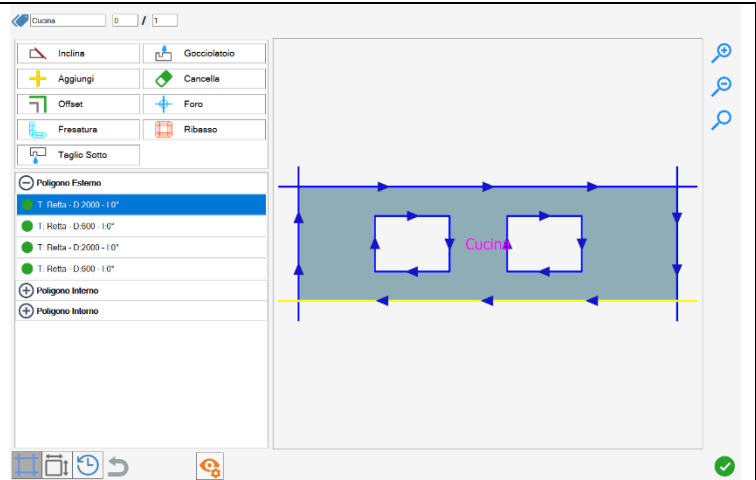 Cucina 0 / 1
Inclina Gocciolatoio
Aggiungi Cancella
Offset Foro
Fresatura Ribasso
Taglio Sotto
Poligono Esterno
T: Retta - D:2000 - I:0°
T: Retta - D:600 - I:0°
T: Retta - D:2000 - I:0°
T: Retta - D:600 - I:0°
Poligono Interno
Poligono Interno
Cucina